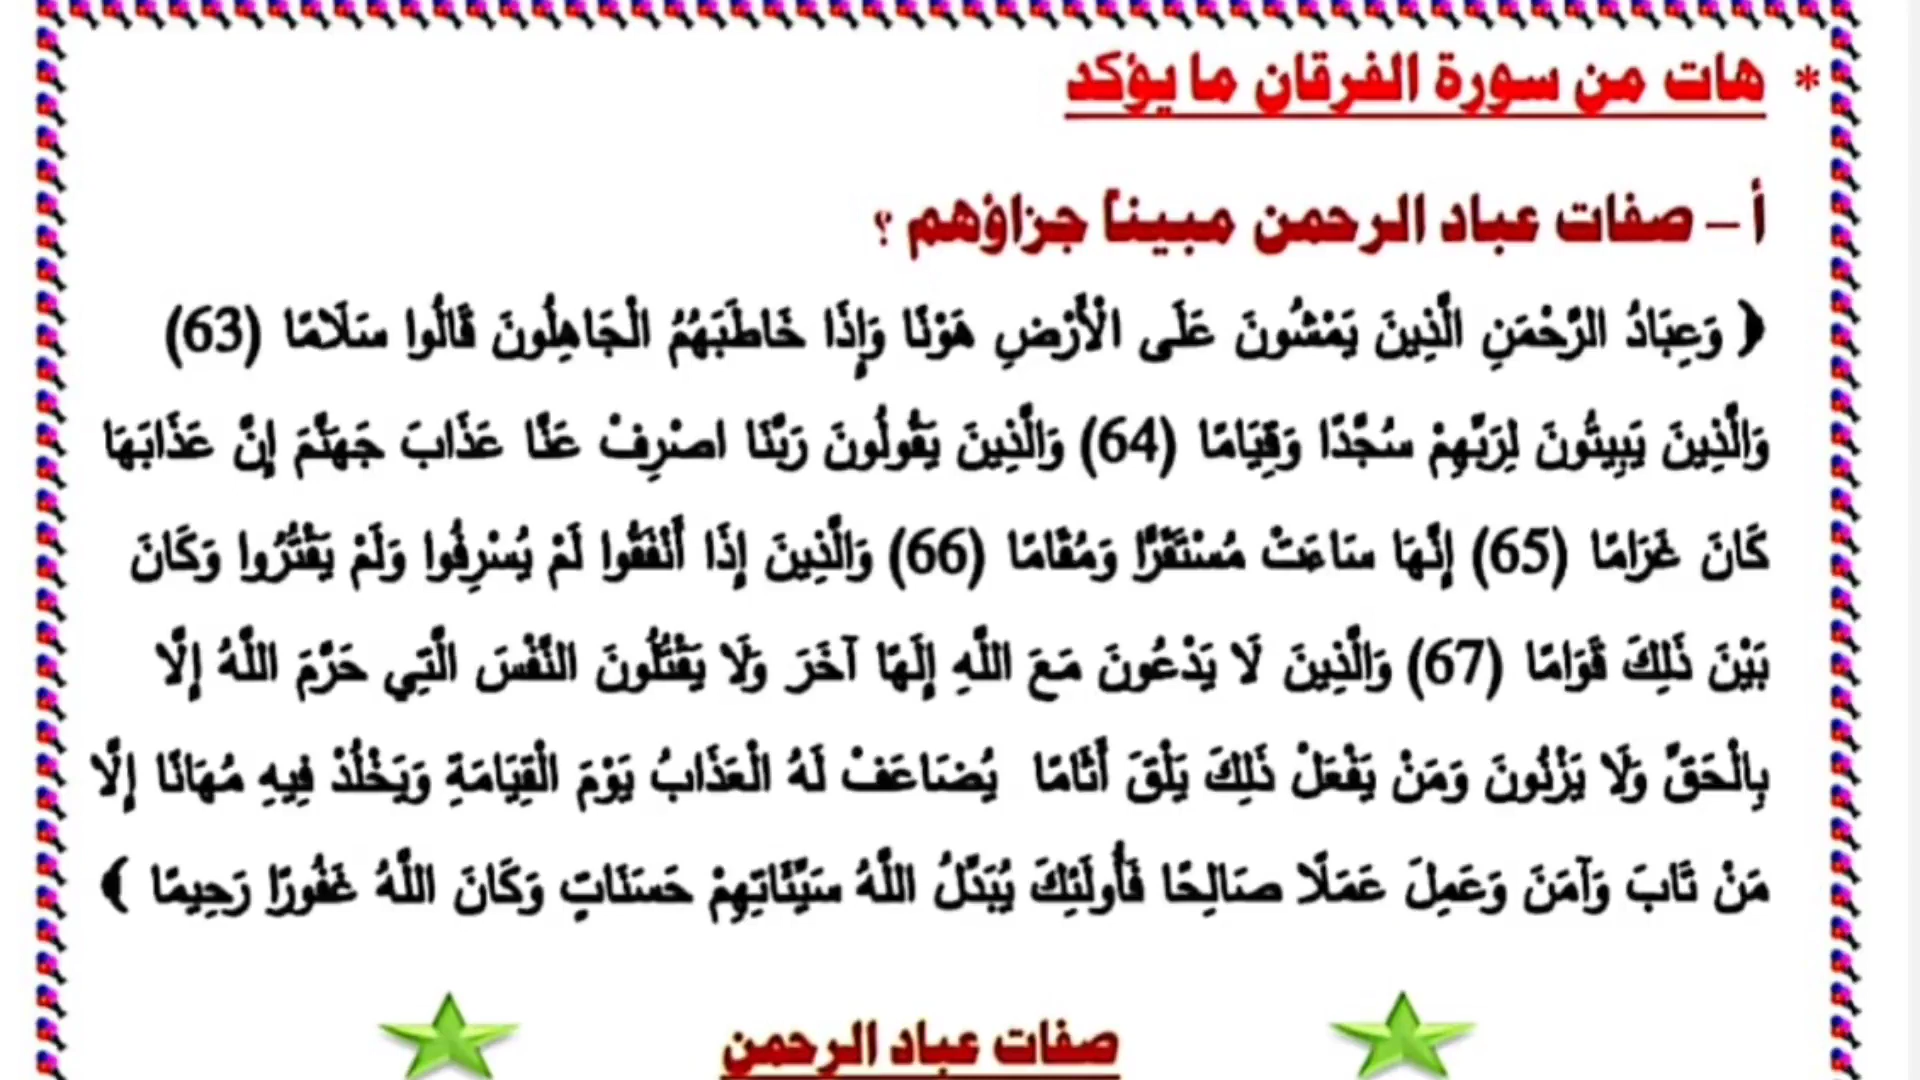 * هات من سورة الفرقان ما يؤكد
أ – صفات عباد الرحمن مبيناً جزاؤهم ؟
﴿ وَعِبَادُ الرَّحْمَنِ الَّذِينَ يَمْشُونَ عَلَى الْأَرْضِ هَوْنًا وَإِذَا خَاطَبَهُمُ الْجَاهِلُونَ قَالُوا سَلَامًا (63)
وَالَّذِينَ يَبِيتُونَ لِرَبِّهِمْ سُجَّدًا وَقِيَامًا (64) وَالَّذِينَ يَقُولُونَ رَبَّنَا اصْرِفْ عَنَّا عَذَابَ جَهَنَّمَ إِنَّ عَذَابَهَا
كَانَ غَرَامًا (65) إِنَّهَا سَاءَتْ مُسْتَقَرًّا وَمُقَامًا (66) وَالَّذِينَ إِذَا أَنْفَقُوا لَمْ يُسْرِفُوا وَلَمْ يَقْتُرُوا وَكَانَ
بَيْنَ ذَلِكَ قَوَامًا (67) وَالَّذِينَ لَا يَدْعُونَ مَعَ اللَّهِ إِلَهًا آخَرَ وَلَا يَقْتُلُونَ النَّفْسَ الَّتِي حَرَّمَ اللَّهُ إِلَّا
بِالْحَقِّ وَلَا يَزْنُونَ وَمَنْ يَفْعَلْ ذَلِكَ يَلْقَ أَثَامًا يُضَاعَفْ لَهُ الْعَذَابُ يَوْمَ الْقِيَامَةِ وَيَخْلُدْ فِيهِ مُهَانًا إِلَّا
مَنْ تَابَ وَآمَنَ وَعَمِلَ عَمَلًا صَالِحًا فَأُولَئِكَ يُبَدِّلُ اللَّهُ سَيِّئَاتِهِمْ حَسَنَاتٍ وَكَانَ اللَّهُ غَفُورًا رَحِيمًا ﴾
صفات عباد الرحمن